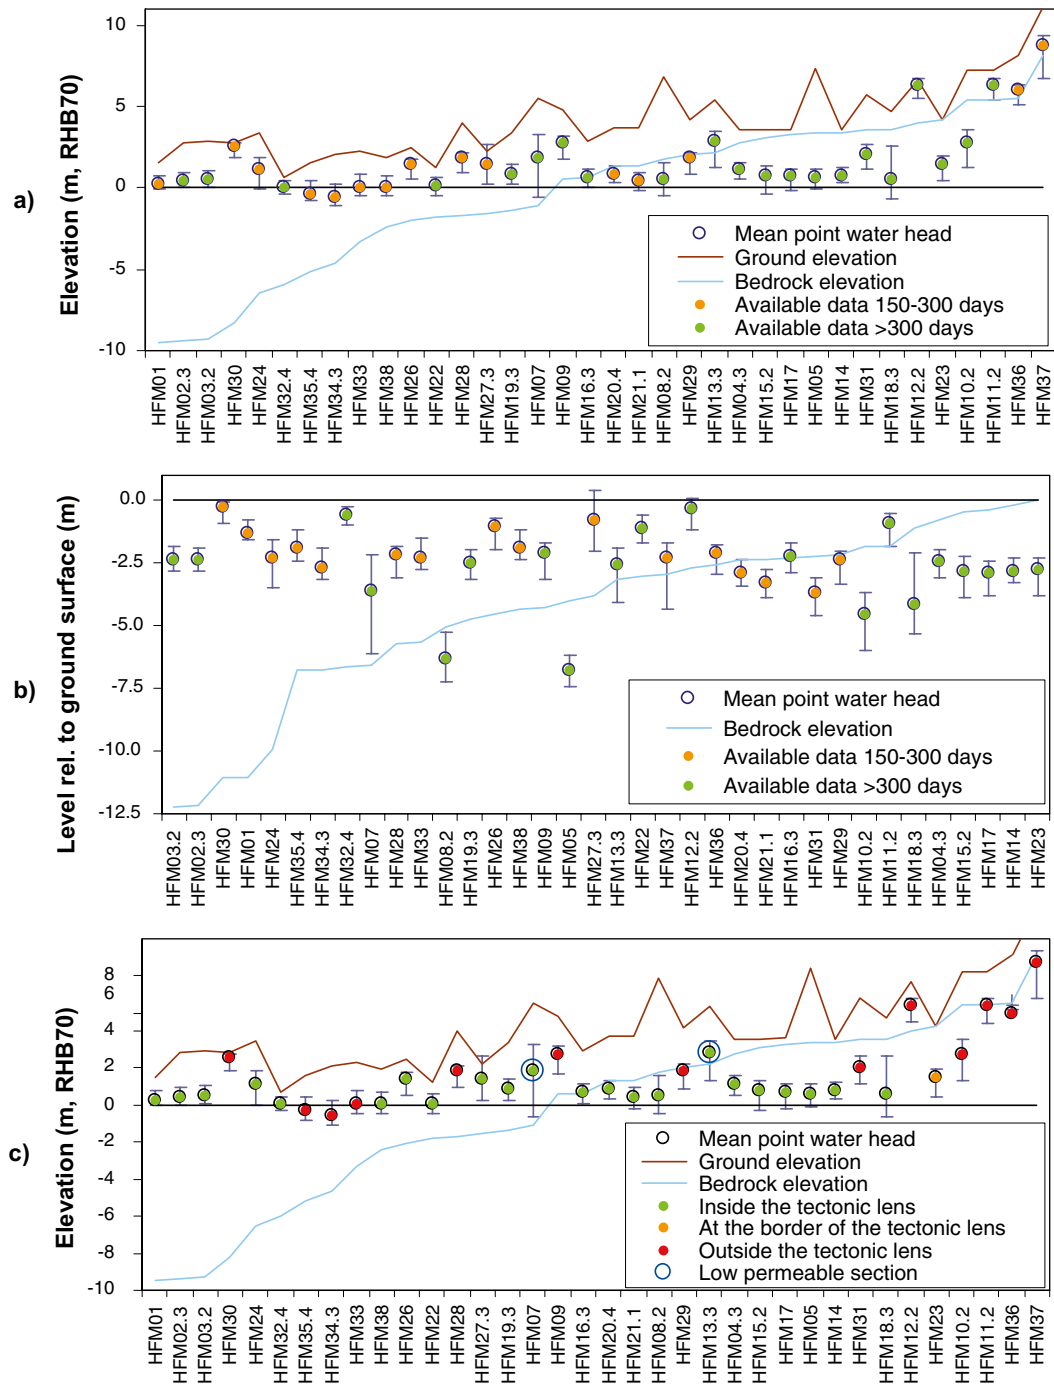 a)
Elevation (m, RHB70)
10
5
0
-5
-10
Mean point water head
Ground elevation
Bedrock elevation
Available data 150-300 days
Available data >300 days
HFM01
HFM02.3
HFM03.2
HFM30
HFM24
HFM32.4
HFM35.4
HFM34.3
HFM33
HFM38
HFM26
HFM22
HFM28
HFM27.3
HFM19.3
HFM07
HFM09
HFM16.3
HFM20.4
HFM21.1
HFM08.2
HFM29
HFM13.3
HFM04.3
HFM15.2
HFM17
HFM05
HFM14
HFM31
HFM18.3
HFM12.2
HFM23
HFM10.2
HFM11.2
HFM36
HFM37
b)
Level rel. to ground surface (m)
0.0
-2.5
-5.0
-7.5
-10.0
-12.5
Mean point water head
Bedrock elevation
Available data 150-300 days
Available data >300 days
HFM03.2
HFM02.3
HFM30
HFM01
HFM24
HFM35.4
HFM34.3
HFM32.4
HFM07
HFM28
HFM33
HFM08.2
HFM19.3
HFM26
HFM38
HFM09
HFM05
HFM27.3
HFM13.3
HFM22
HFM37
HFM12.2
HFM36
HFM20.4
HFM21.1
HFM16.3
HFM31
HFM29
HFM10.2
HFM11.2
HFM18.3
HFM04.3
HFM15.2
HFM17
HFM14
HFM23
c)
Elevation (m, RHB70)
8
6
4
2
0
-2
-4
-6
-8
-10
Mean point water head
Ground elevation
Bedrock elevation
Inside the tectonic lens
At the border of the tectonic lens
Outside the tectonic lens
Low permeable section
HFM01
HFM02.3
HFM03.2
HFM30
HFM24
HFM32.4
HFM35.4
HFM34.3
HFM33
HFM38
HFM26
HFM22
HFM28
HFM27.3
HFM19.3
HFM07
HFM09
HFM16.3
HFM20.4
HFM21.1
HFM08.2
HFM29
HFM13.3
HFM04.3
HFM15.2
HFM17
HFM05
HFM14
HFM31
HFM18.3
HFM12.2
HFM23
HFM10.2
HFM11.2
HFM36
HFM37